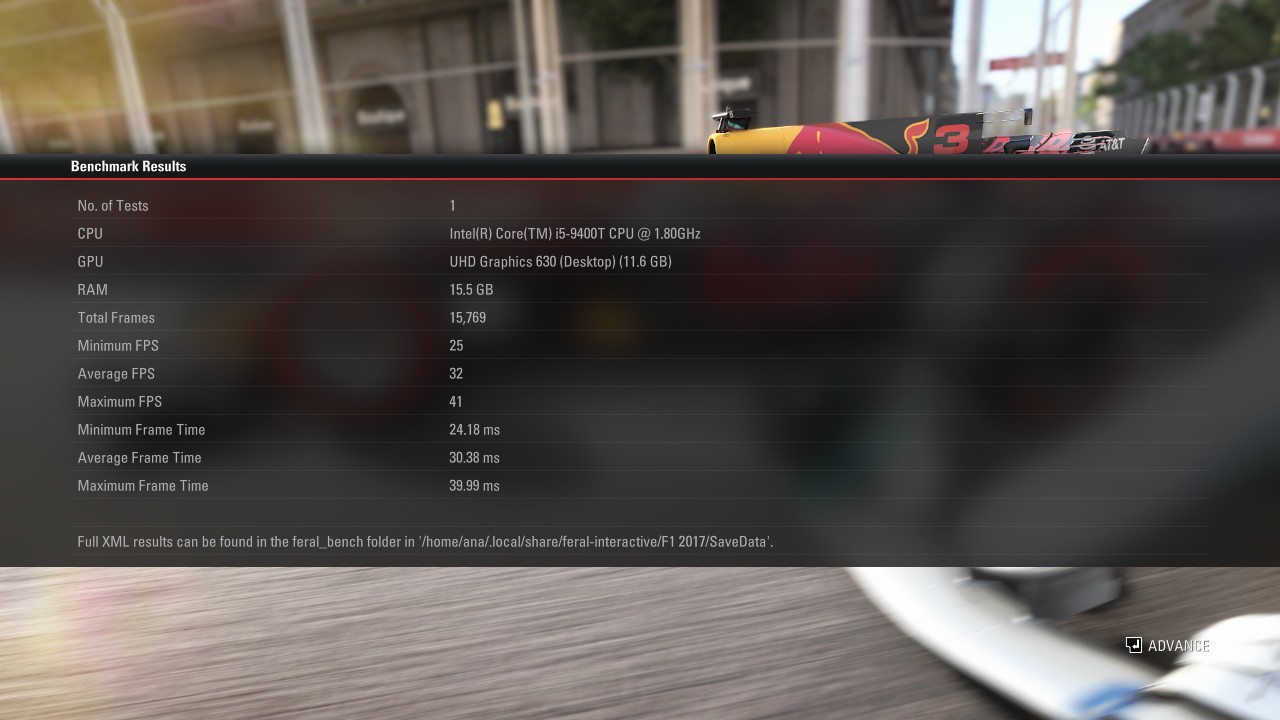 3
AT&T
Benchmark Results
No. of Tests 1
CPU Intel(R) Core(TM) i5-9400T CPU @ 1.80GHz
GPU UHD Graphics 630 (Desktop) (11.6 GB)
RAM 15.5 GB
Total Frames 15,769
Minimum FPS 25
Average FPS 32
Maximum FPS 41
Minimum Frame Time 24.18 ms
Average Frame Time 30.38 ms
Maximum Frame Time 39.99 ms
Full XML results can be found in the feral_bench folder in '/home/ana/.local/share/feral-interactive/F1 2017/SaveData'.
ADVANCE